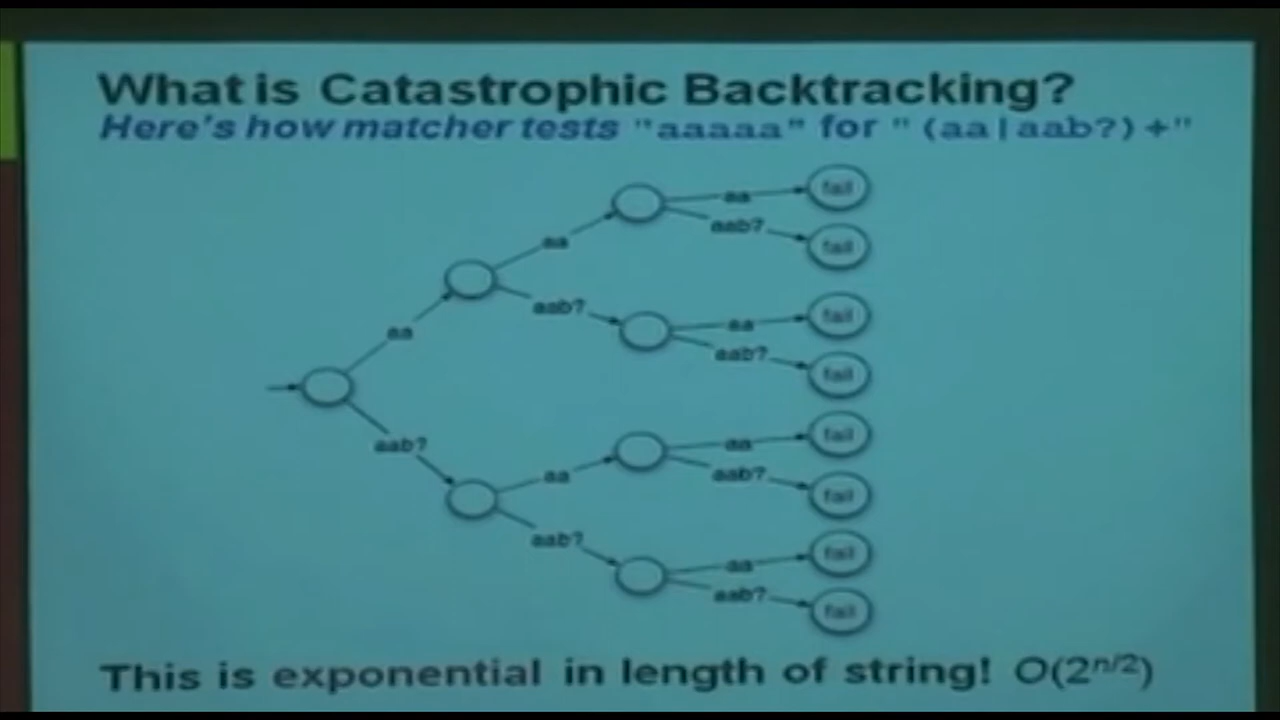 What is Catastrophic Backtracking?
Here's how matcher tests "aaaaa" for "(aa|aab?)+"
aa
fail
aab?
fail
aa
aab?
aa
fail
aab?
fail
aa
aab?
aa
fail
aab?
fail
aa
aab?
aa
fail
aab?
fail
This is exponential in length of string! O(2^{n/2})